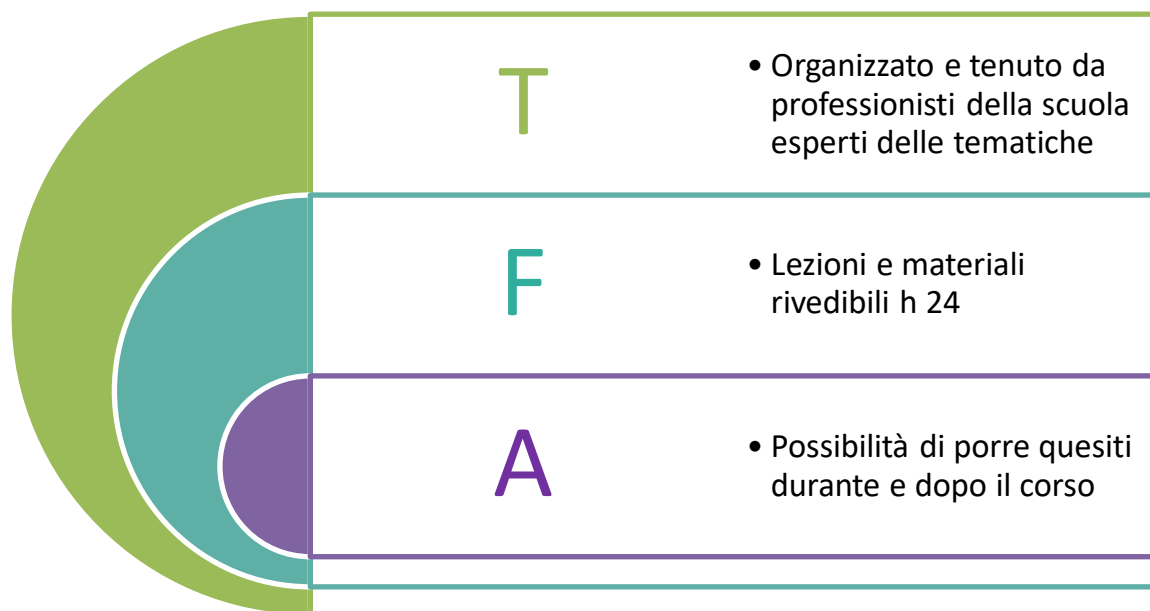 T
• Organizzato e tenuto da
professionisti della scuola
esperti delle tematiche
F
• Lezioni e materiali
rivedibili h 24
A
• Possibilità di porre quesiti
durante e dopo il corso